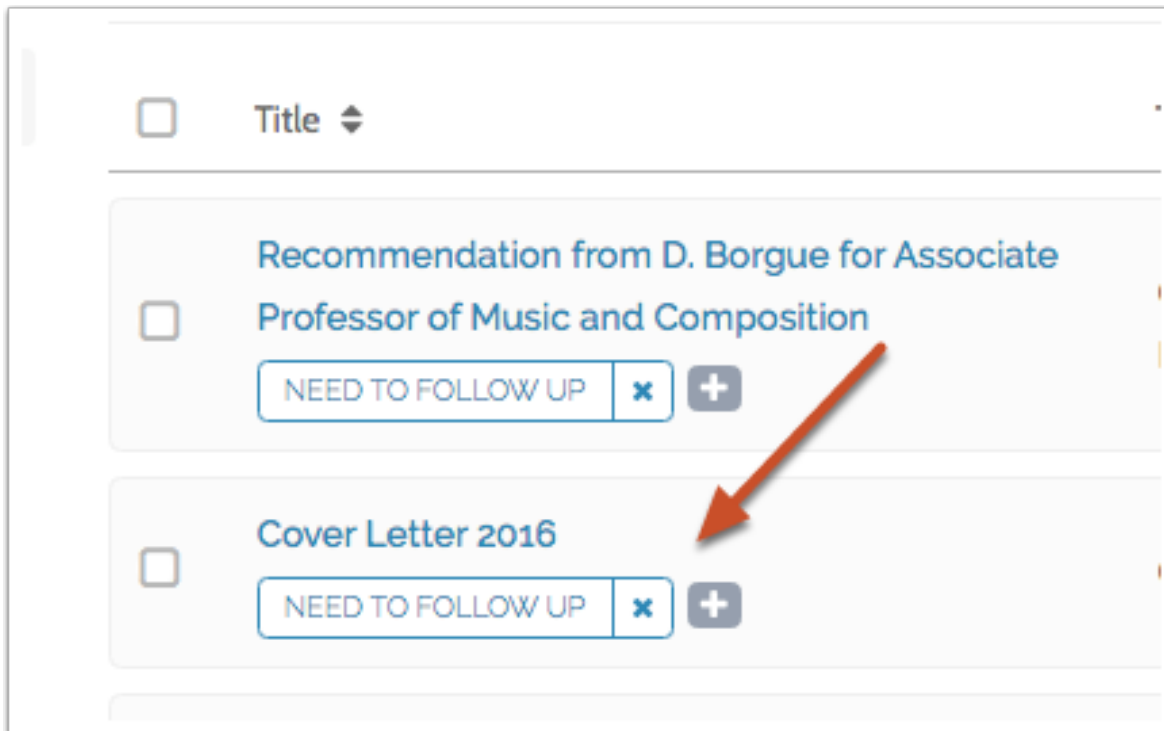 Title
Recommendation from D. Borgue for Associate
Professor of Music and Composition
NEED TO FOLLOW UP
Cover Letter 2016
NEED TO FOLLOW UP